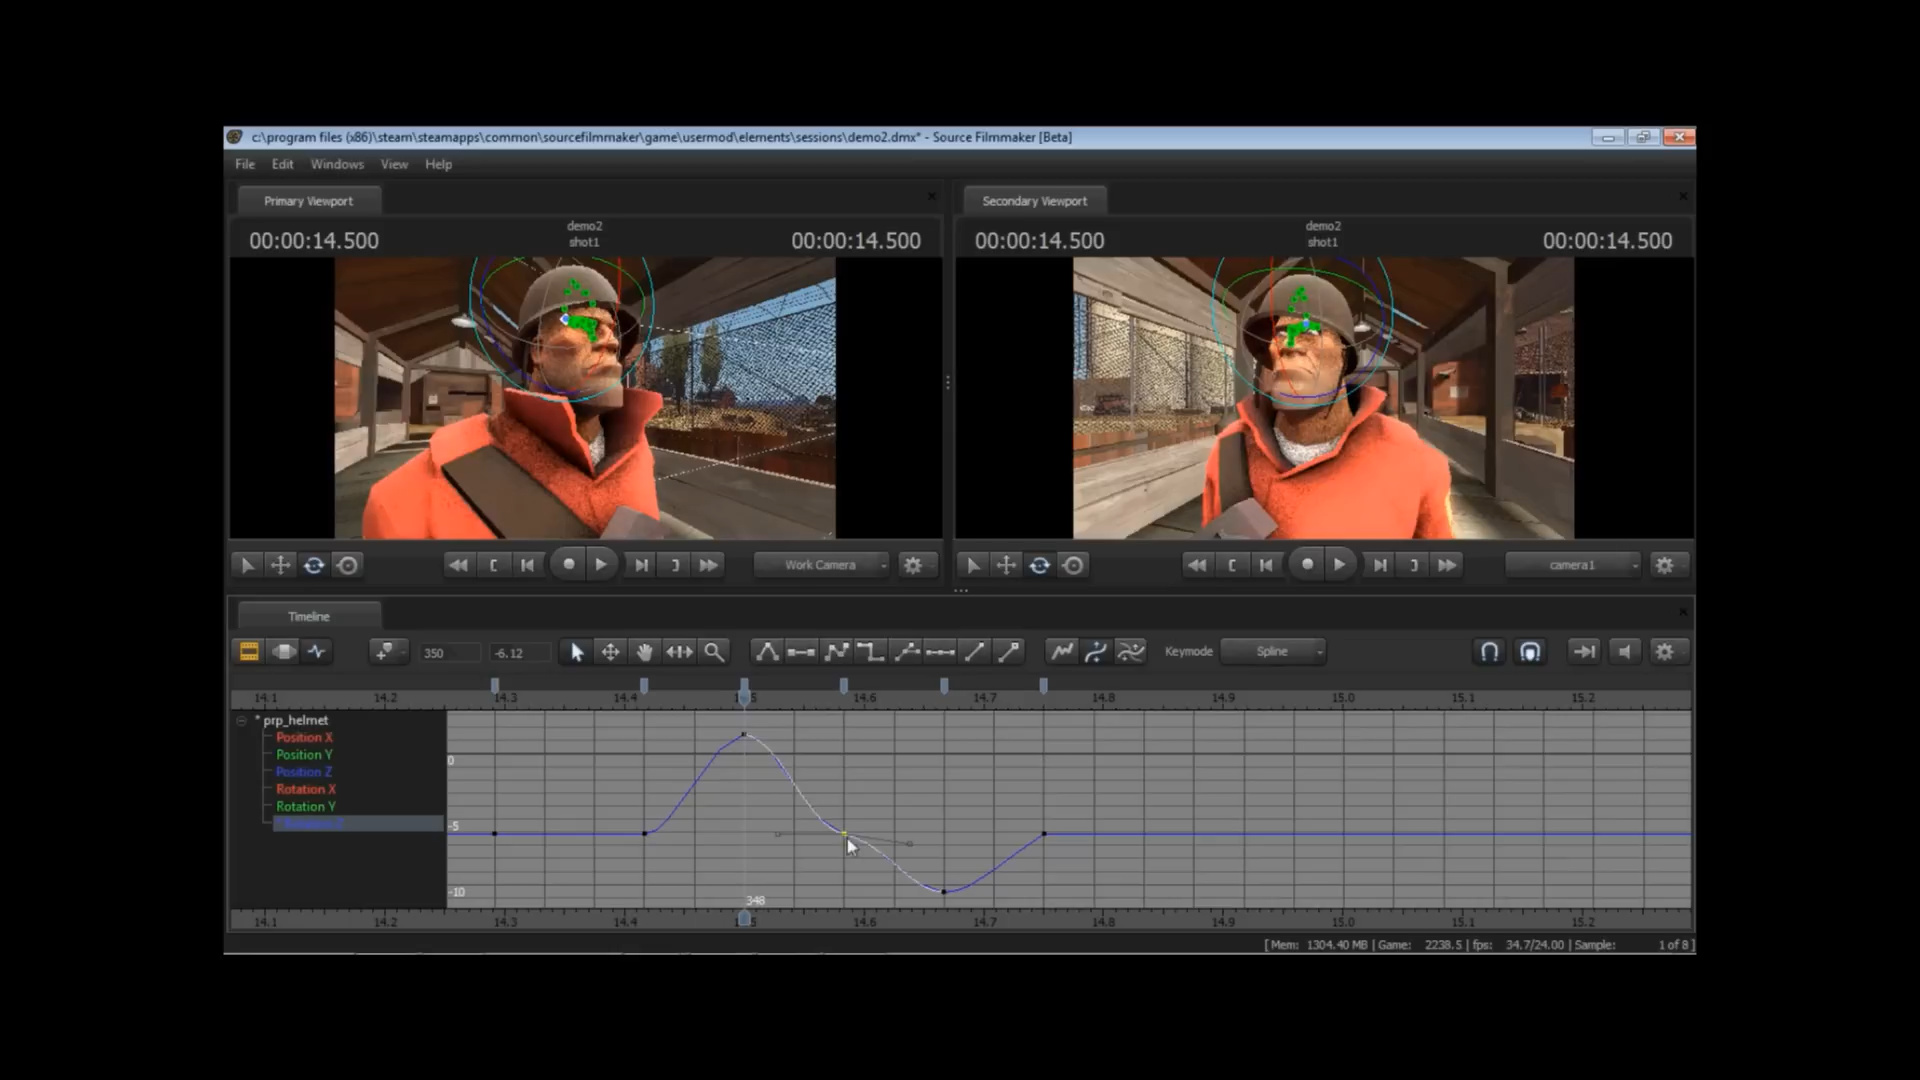 c:\program files (x86)\steam\steamapps\common\sourcefilmmaker\game\usermod\elements\sessions\demo2.dmx* - Source Filmmaker [Beta]
File Edit Windows View Help
Primary Viewport
Secondary Viewport
00:00:14.500
demo2
shot1
00:00:14.500
00:00:14.500
demo2
shot1
00:00:14.500
Work Camera
camera1
Timeline
350
-6.12
Keymode
Spline
14.1 14.2 14.3 14.4 14.6 14.7 14.8 14.9 15.0 15.1 15.2
* prp_helmet
Position X
Position Y
Position Z
Rotation X
Rotation Y
0
-5
-10
348
14.1 14.2 14.3 14.4 14.6 14.7 14.8 14.9 15.0 15.1 15.2
[ Mem: 1304.40 MB | Game: 2238.5 | fps: 34.7/24.00 | Sample: 1 of 8 ]